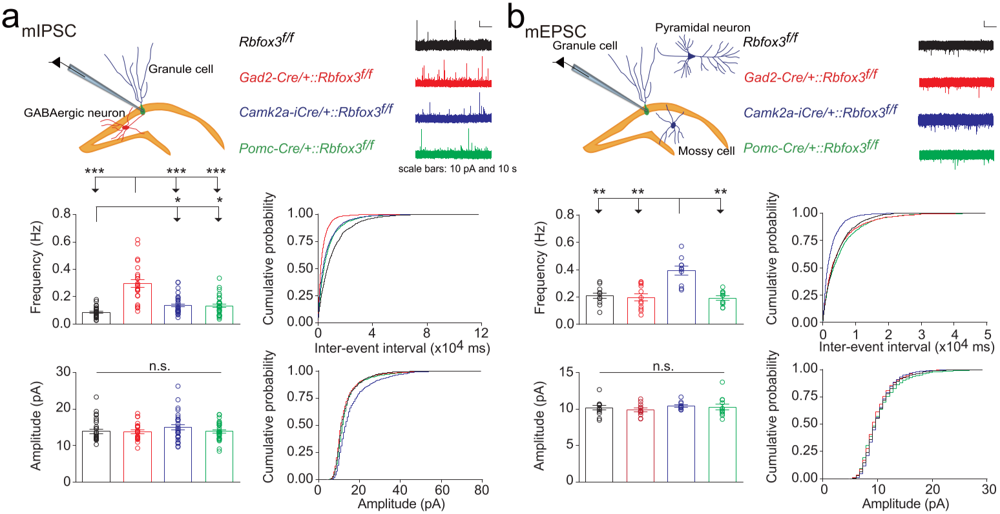 a
mIPSC
Granule cell
GABAergic neuron
Rbfox3f/f
Gad2-Cre/+::Rbfox3f/f
Camk2a-iCre/+::Rbfox3f/f
Pomc-Cre/+::Rbfox3f/f
scale bars: 10 pA and 10 s
*** *** ***
* *
Frequency (Hz)
0.8
0.6
0.4
0.2
0.0
Cumulative probability
1.00
0.75
0.50
0.25
0.00
0 4 8 12
Inter-event interval (x104 ms)
Amplitude (pA)
30
20
10
0
n.s.
Cumulative probability
1.00
0.75
0.50
0.25
0.00
0 20 40 60 80
Amplitude (pA)
b
mEPSC
Pyramidal neuron
Granule cell
Mossy cell
Rbfox3f/f
Gad2-Cre/+::Rbfox3f/f
Camk2a-iCre/+::Rbfox3f/f
Pomc-Cre/+::Rbfox3f/f
** ** **
Frequency (Hz)
0.8
0.6
0.4
0.2
0.0
Cumulative probability
1.00
0.75
0.50
0.25
0.00
0 1 2 3 4 5
Inter-event interval (x104 ms)
Amplitude (pA)
15
10
5
0
n.s.
Cumulative probability
1.00
0.75
0.50
0.25
0.00
0 10 20 30
Amplitude (pA)